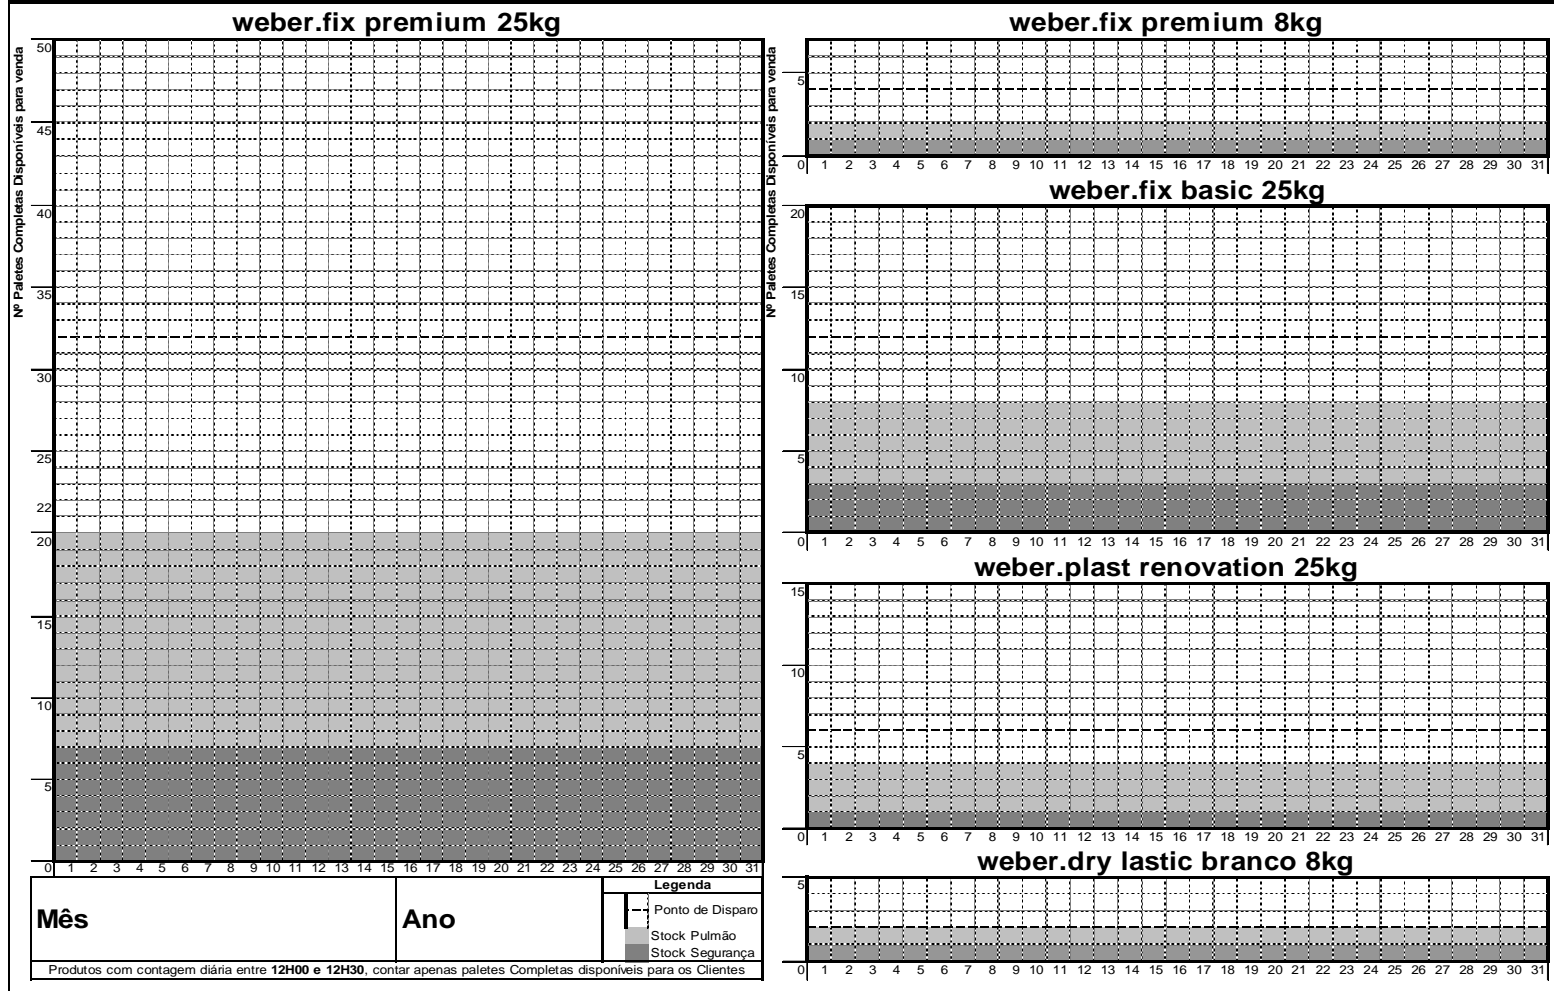 weber.fix premium 25kg
Nº Paletes Completas Disponíveis para venda
50
45
40
35
30
25
22
20
15
10
5
0 1 2 3 4 5 6 7 8 9 10 11 12 13 14 15 16 17 18 19 20 21 22 23 24 25 26 27 28 29 30 31
Mês
Ano
Legenda
Ponto de Disparo
Stock Pulmão
Stock Segurança
Produtos com contagem diária entre 12H00 e 12H30, contar apenas paletes Completas disponíveis para os Clientes
weber.fix premium 8kg
Nº Paletes Completas Disponíveis para venda
5
0 1 2 3 4 5 6 7 8 9 10 11 12 13 14 15 16 17 18 19 20 21 22 23 24 25 26 27 28 29 30 31
weber.fix basic 25kg
20
15
10
5
0 1 2 3 4 5 6 7 8 9 10 11 12 13 14 15 16 17 18 19 20 21 22 23 24 25 26 27 28 29 30 31
weber.plast renovation 25kg
15
10
5
0 1 2 3 4 5 6 7 8 9 10 11 12 13 14 15 16 17 18 19 20 21 22 23 24 25 26 27 28 29 30 31
weber.dry lastic branco 8kg
5
0 1 2 3 4 5 6 7 8 9 10 11 12 13 14 15 16 17 18 19 20 21 22 23 24 25 26 27 28 29 30 31